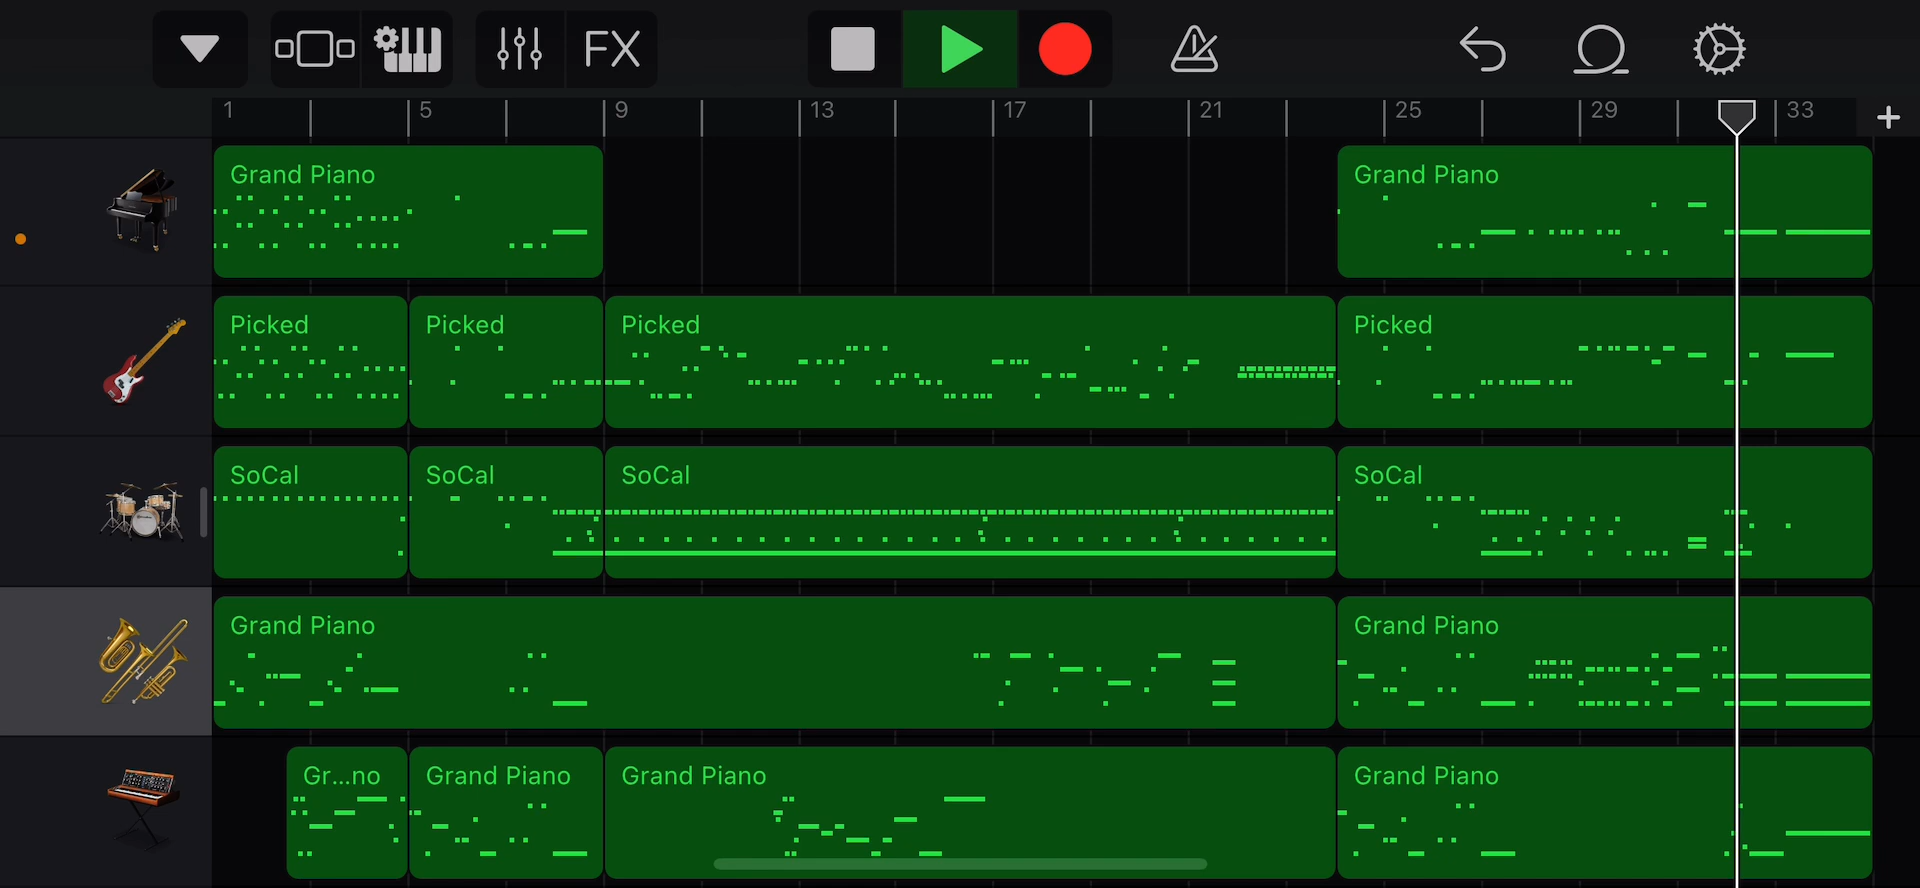 FX
1 5 9 13 17 21 25 29 33 +
Grand Piano Grand Piano
Picked Picked Picked Picked
SoCal SoCal SoCal SoCal
Grand Piano Grand Piano
Gr...no Grand Piano Grand Piano Grand Piano